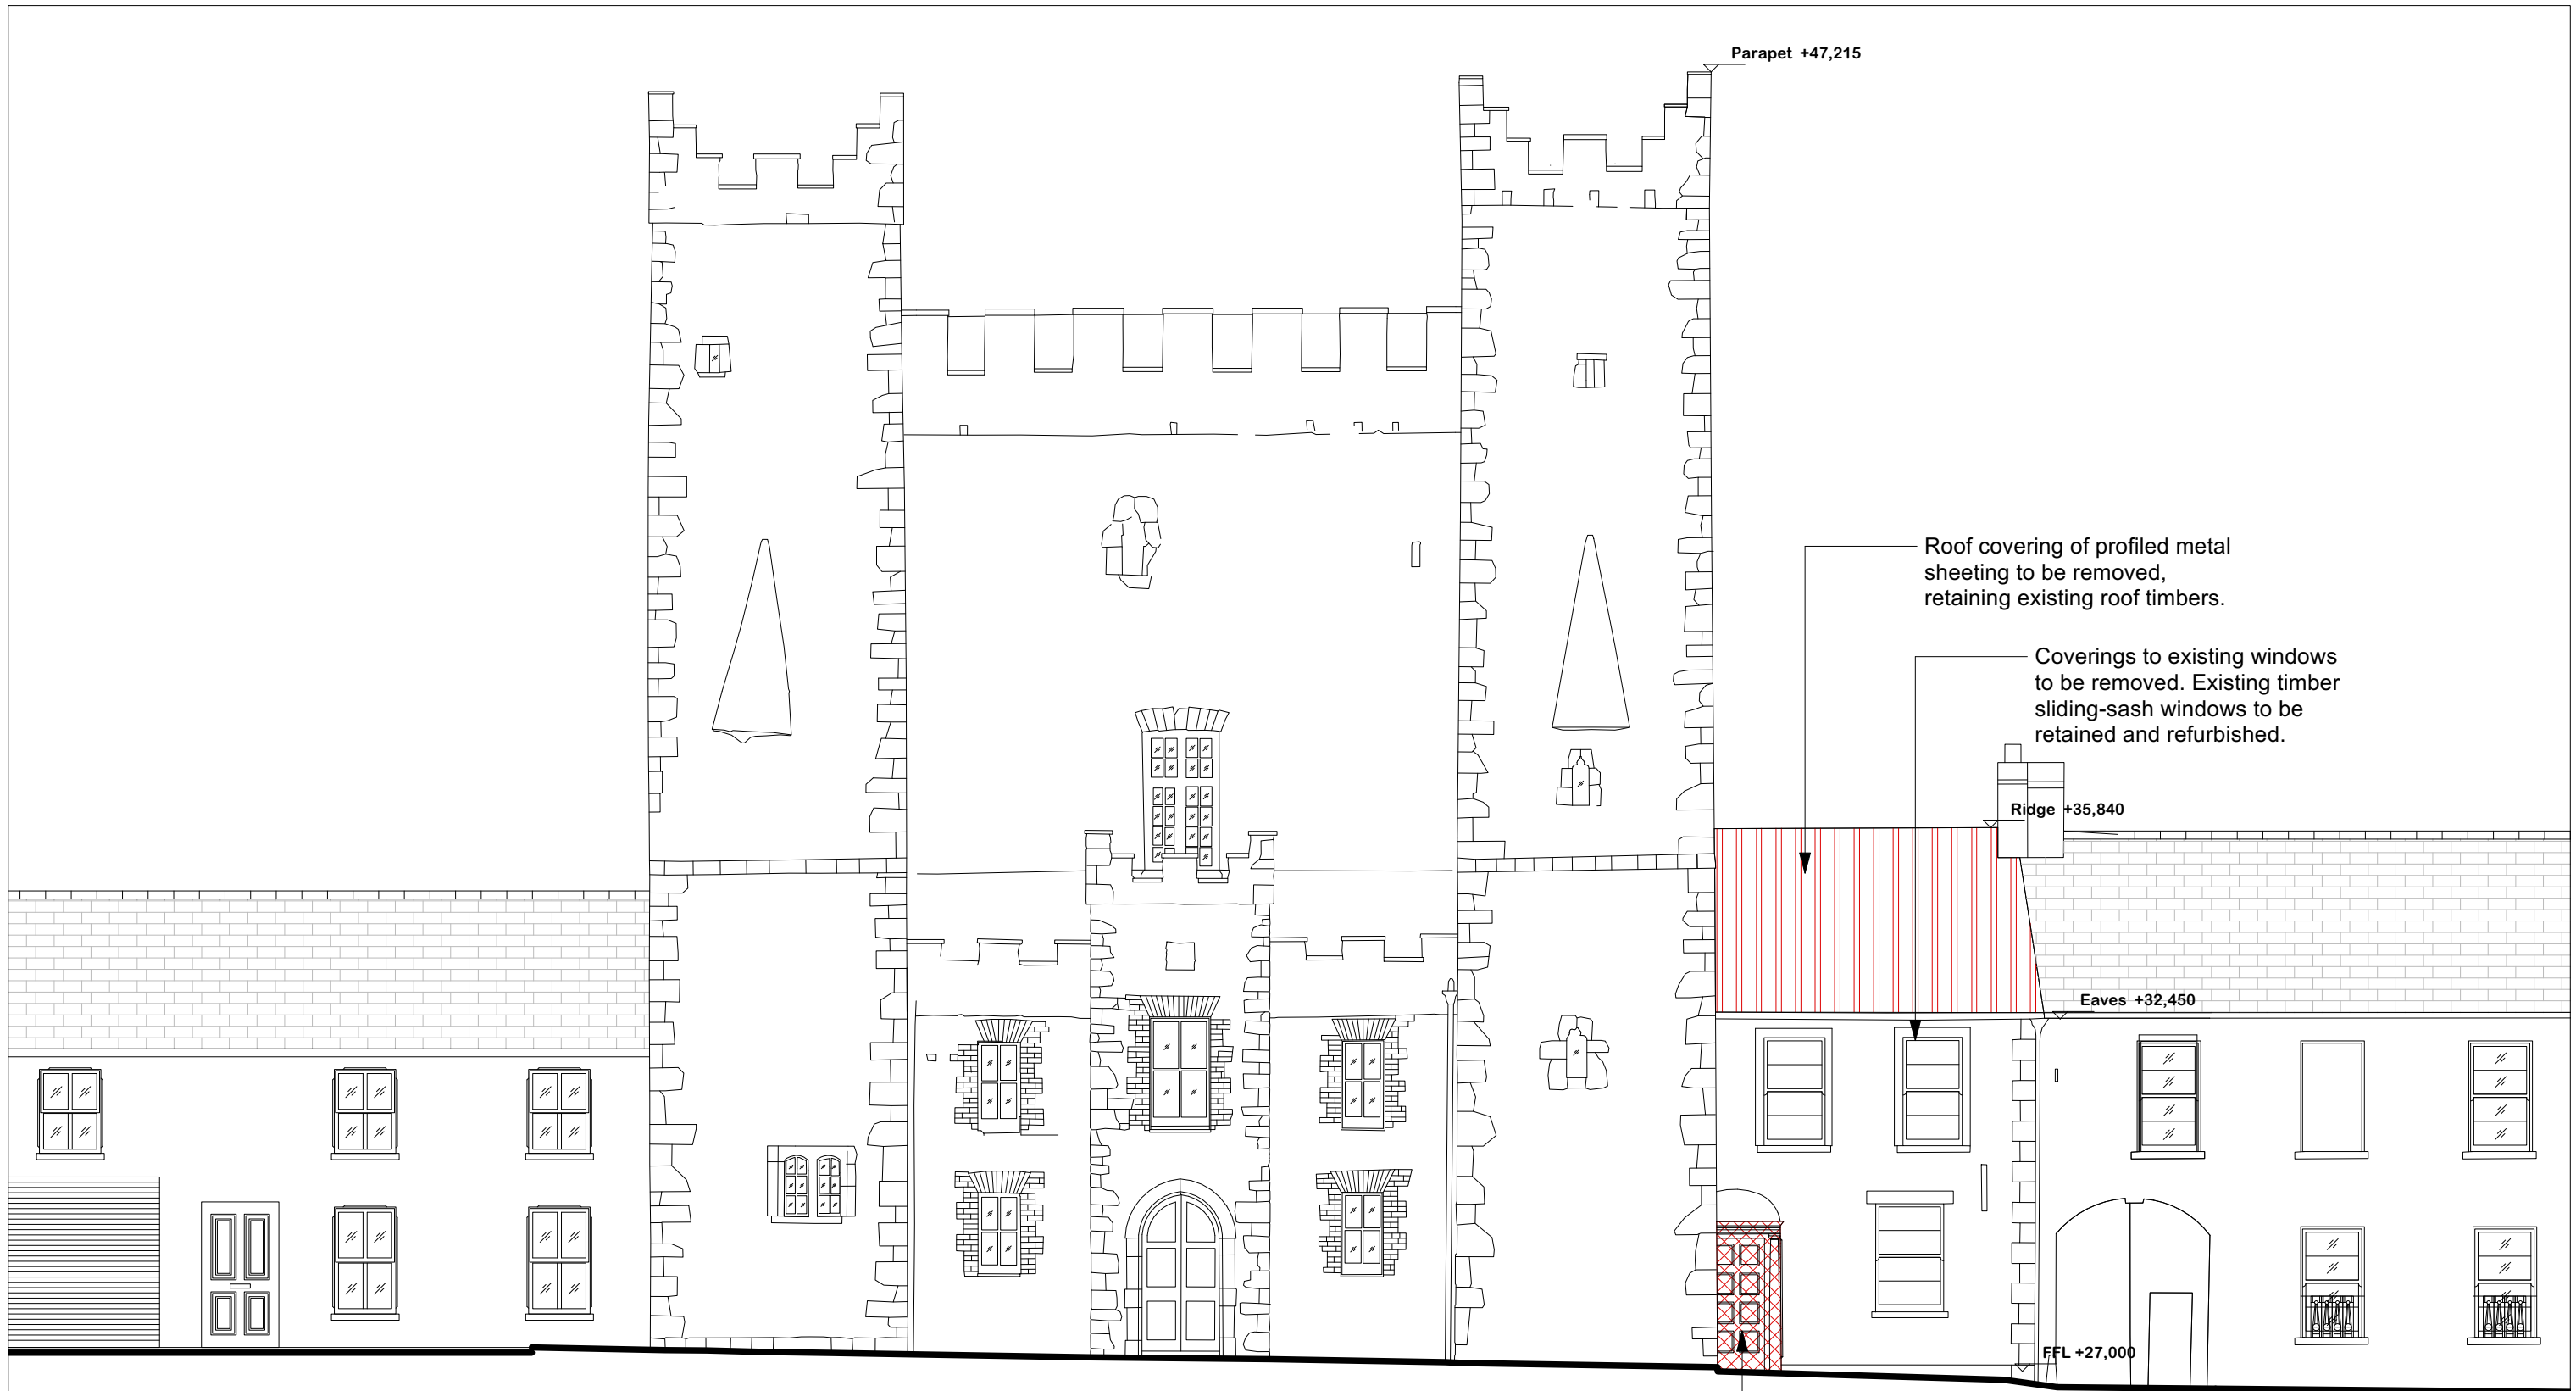 Parapet +47,215
Roof covering of profiled metal
sheeting to be removed,
retaining existing roof timbers.
Coverings to existing windows
to be removed. Existing timber
sliding-sash windows to be
retained and refurbished.
Ridge +35,840
Eaves +32,450
FFL +27,000